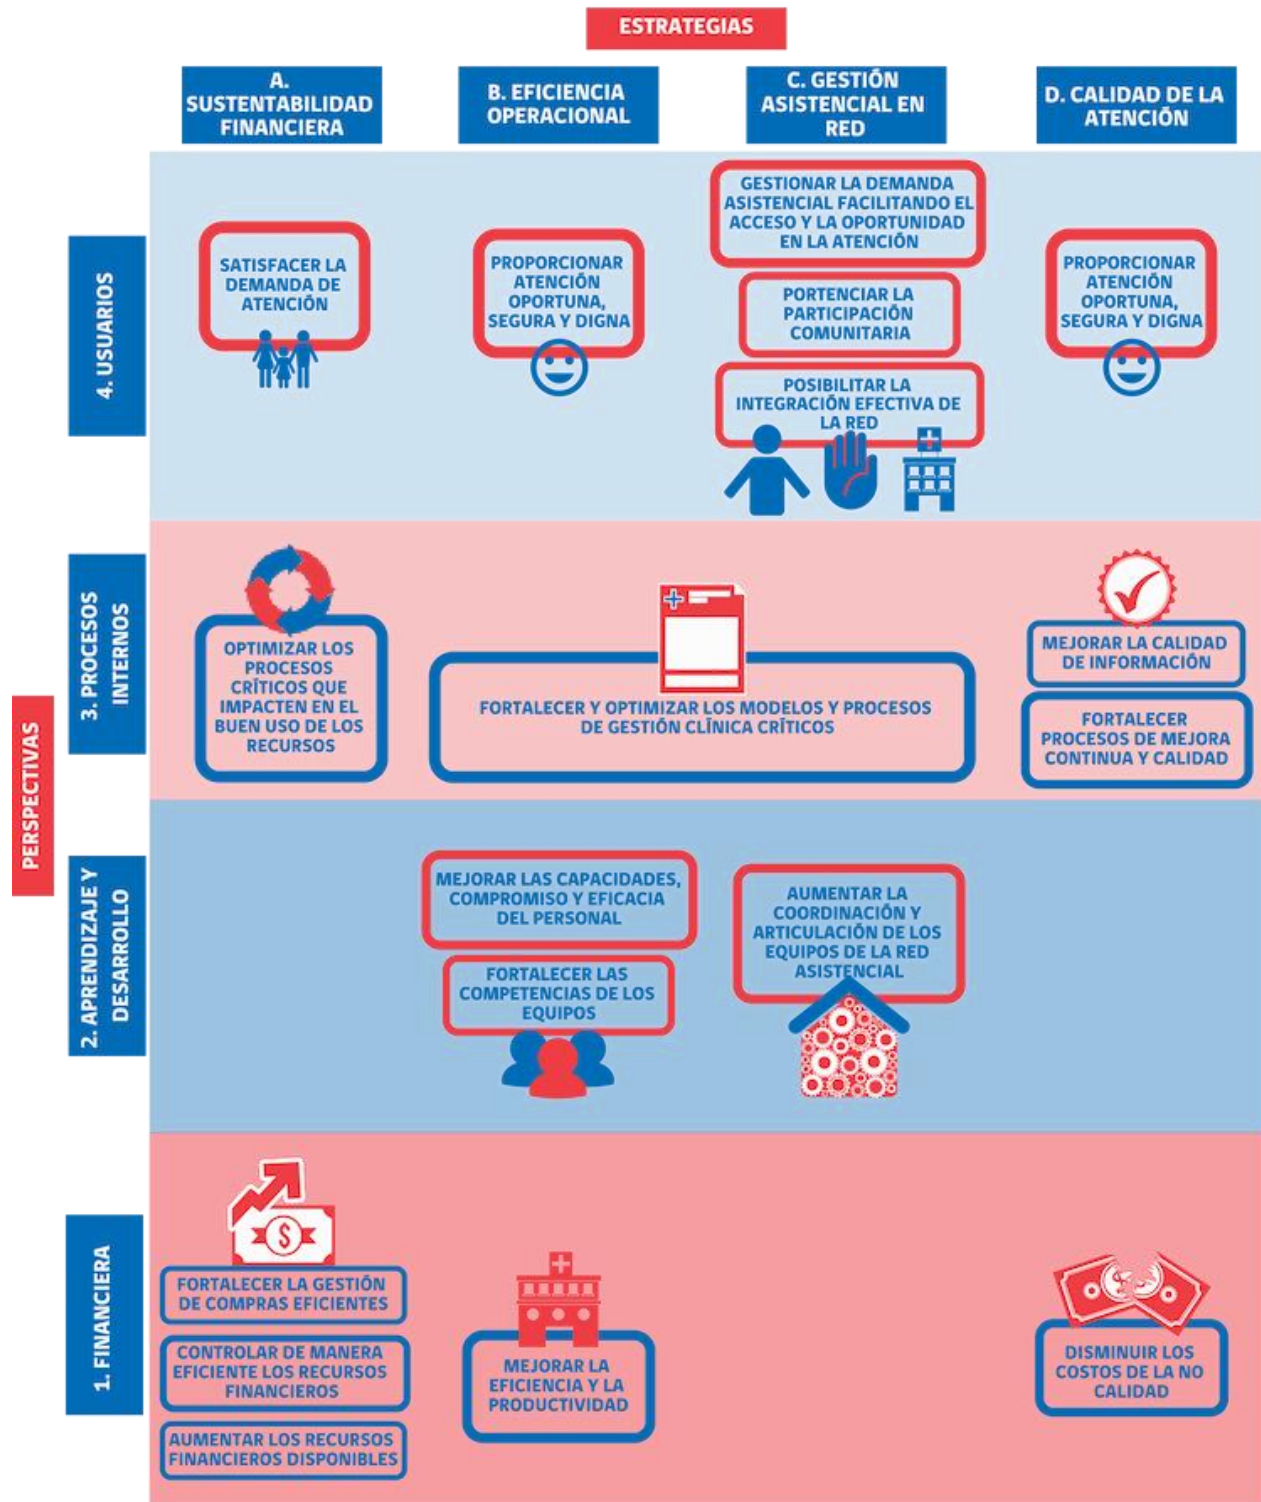 ESTRATEGIAS
A.
SUSTENTABILIDAD
FINANCIERA
B. EFICIENCIA
OPERACIONAL
C. GESTIÓN
ASISTENCIAL EN
RED
D. CALIDAD DE LA
ATENCIÓN
PERSPECTIVAS
4. USUARIOS
SATISFACER LA
DEMANDA DE
ATENCIÓN
PROPORCIONAR
ATENCIÓN
OPORTUNA,
SEGURA Y DIGNA
GESTIONAR LA DEMANDA
ASISTENCIAL FACILITANDO EL
ACCESO Y LA OPORTUNIDAD
EN LA ATENCIÓN
PORTENCIAR LA
PARTICIPACIÓN
COMUNITARIA
POSIBILITAR LA
INTEGRACIÓN EFECTIVA DE
LA RED
PROPORCIONAR
ATENCIÓN
OPORTUNA,
SEGURA Y DIGNA
3. PROCESOS
INTERNOS
OPTIMIZAR LOS
PROCESOS
CRÍTICOS QUE
IMPACTEN EN EL
BUEN USO DE LOS
RECURSOS
FORTALECER Y OPTIMIZAR LOS MODELOS Y PROCESOS
DE GESTIÓN CLÍNICA CRÍTICOS
MEJORAR LA CALIDAD
DE INFORMACIÓN
FORTALECER
PROCESOS DE MEJORA
CONTINUA Y CALIDAD
2. APRENDIZAJE Y
DESARROLLO
MEJORAR LAS CAPACIDADES,
COMPROMISO Y EFICACIA
DEL PERSONAL
FORTALECER LAS
COMPETENCIAS DE LOS
EQUIPOS
AUMENTAR LA
COORDINACIÓN Y
ARTICULACIÓN DE LOS
EQUIPOS DE LA RED
ASISTENCIAL
1. FINANCIERA
$
FORTALECER LA GESTIÓN
DE COMPRAS EFICIENTES
CONTROLAR DE MANERA
EFICIENTE LOS RECURSOS
FINANCIEROS
AUMENTAR LOS RECURSOS
FINANCIEROS DISPONIBLES
MEJORAR LA
EFICIENCIA Y LA
PRODUCTIVIDAD
DISMINUIR LOS
COSTOS DE LA NO
CALIDAD